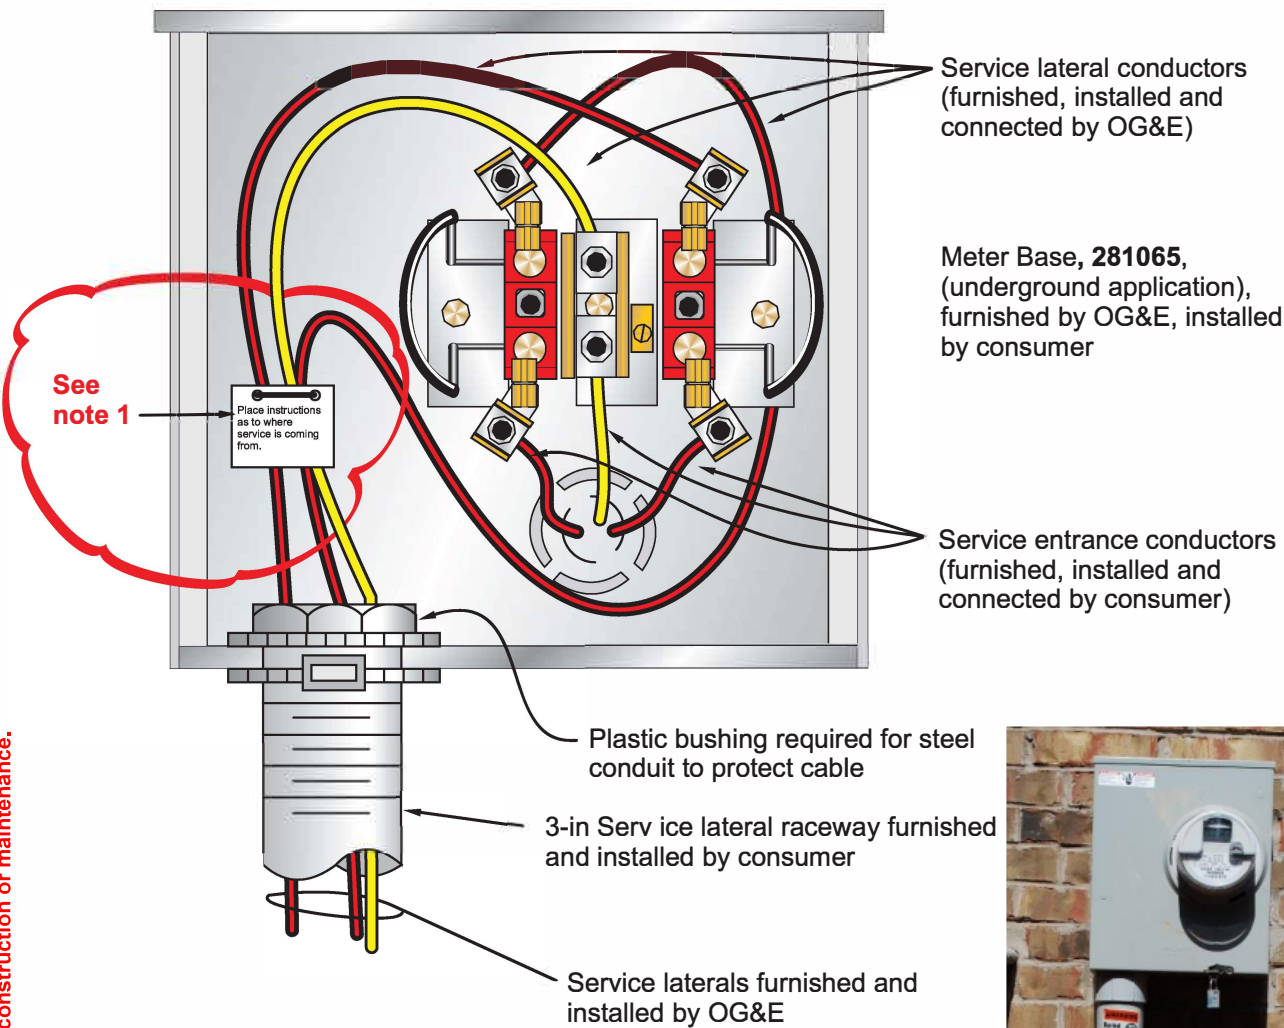 Service lateral conductors
(furnished, installed and
connected by OG&E)
Meter Base, 281065,
(underground application),
furnished by OG&E, installed
by consumer
See
note 1
Place instructions
as to where
service is coming
from.
Service entrance conductors
(furnished, installed and
connected by consumer)
Plastic bushing required for steel
conduit to protect cable
3-in Serv ice lateral raceway furnished
and installed by consumer
Service laterals furnished and
installed by OG&E
construction or maintenance.